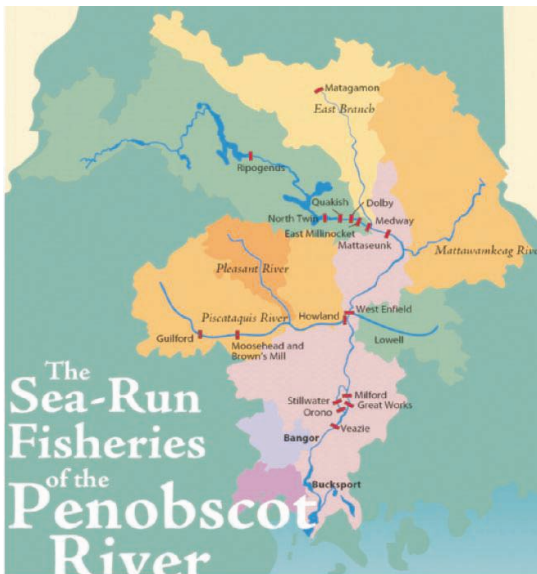 Matagamon
East Branch
Ripogenus
Quakish
Dolby
North Twin
Medway
East Millnocket
Mattaseunk
Mattawamkeag Rive
Pleasant River
Piscataquis River
Howland
West Enfield
Guilford
Moosehead and
Brown's Mill
Lowell
The
Sea-Run
Fisheries
of the
Penobscot
River
Stillwater
Milford
Orono
Great Works
Bangor
Veazie
Bucksport